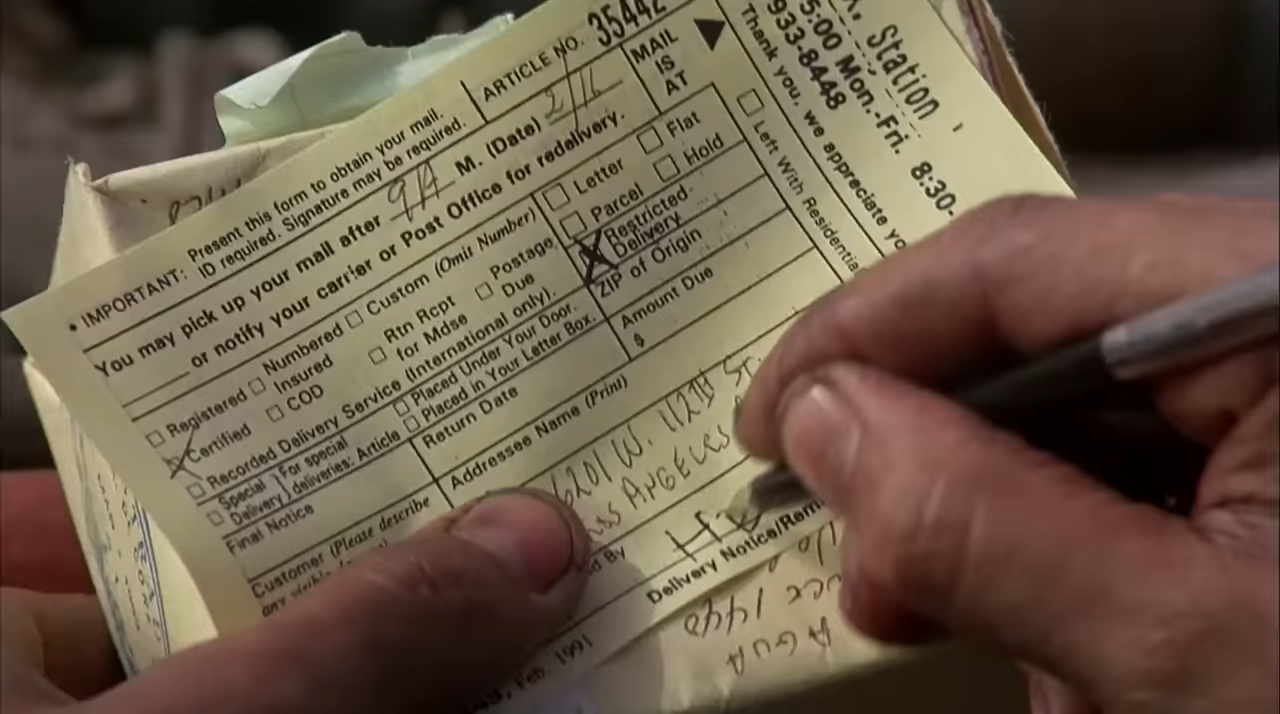 ARTICLE NO. 35442
IMPORTANT: Present this form to obtain your mail.
ID required. Signature may be required.
MAIL
IS
AT
You may pick up your mail after 9A M. (Date) 2/16
or notify your carrier or Post Office for redelivery.
Registered Numbered Custom (Omit Number)
Certified Insured Rtn Rcpt Postage
COD for Mdse Due
Recorded Delivery Service (International only).
Special For special Placed Under Your Door.
Delivery deliveries: Article Placed in Your Letter Box.
Final Notice Return Date
Letter Flat
Parcel Hold
X Restricted
Delivery
ZIP of Origin
Amount Due
$
Addressee Name (Print)
6201 W. 112TH ST.
ANGELES
Customer (Please describe
Delivery Notice/
Feb. 1991
Station
5:00 Mon.-Fri. 8:30-
933-8448
Thank you, we appreciate
Left With
1440
AGUA